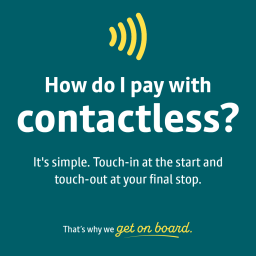 How do I pay with
contactless?
It's simple. Touch-in at the start and
touch-out at your final stop.
That's why we get on board.